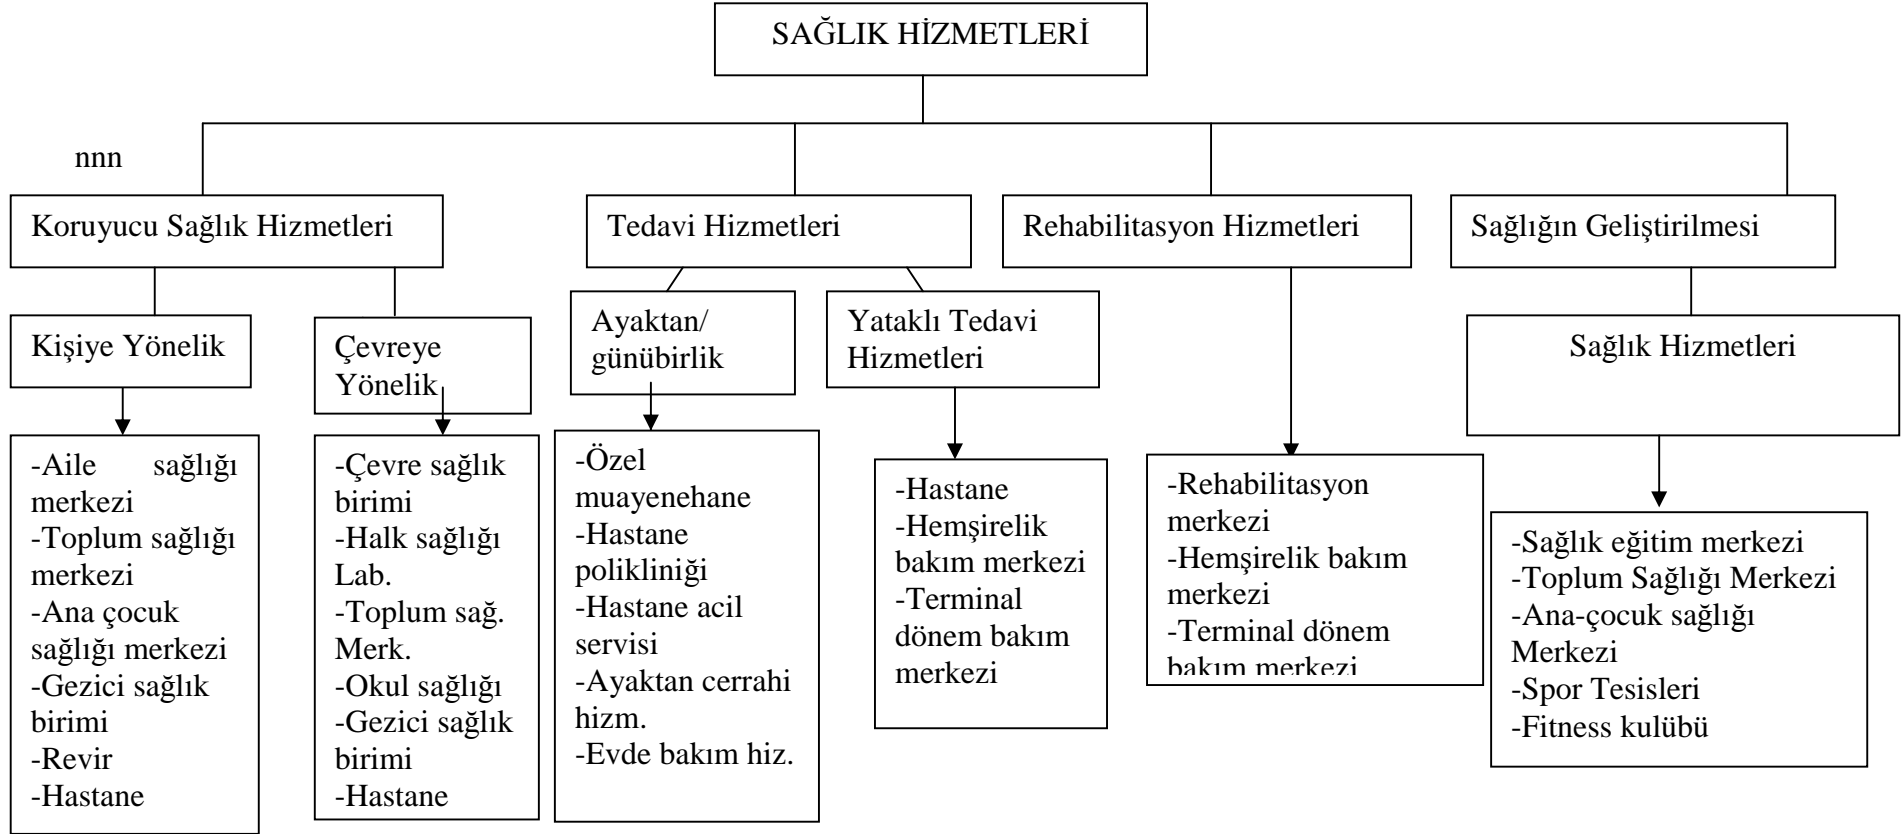 SAĞLIK HİZMETLERİ
nnn
Koruyucu Sağlık Hizmetleri
Tedavi Hizmetleri
Rehabilitasyon Hizmetleri
Sağlığın Geliştirilmesi
Kişiye Yönelik
Çevreye
Yönelik
Ayaktan/
günübirlik
Yataklı Tedavi
Hizmetleri
Sağlık Hizmetleri
-Aile sağlığı
merkezi
-Toplum sağlığı
merkezi
-Ana çocuk
sağlığı merkezi
-Gezici sağlık
birimi
-Revir
-Hastane
-Çevre sağlık
birimi
-Halk sağlığı
Lab.
-Toplum sağ.
Merk.
-Okul sağlığı
-Gezici sağlık
birimi
-Hastane
-Özel
muayenehane
-Hastane
polikliniği
-Hastane acil
servisi
-Ayaktan cerrahi
hizm.
-Evde bakım hiz.
-Hastane
-Hemşirelik
bakım merkezi
-Terminal
dönem bakım
merkezi
-Rehabilitasyon
merkezi
-Hemşirelik bakım
merkezi
-Terminal dönem
bakım merkezi
-Sağlık eğitim merkezi
-Toplum Sağlığı Merkezi
-Ana-çocuk sağlığı
Merkezi
-Spor Tesisleri
-Fitness kulübü